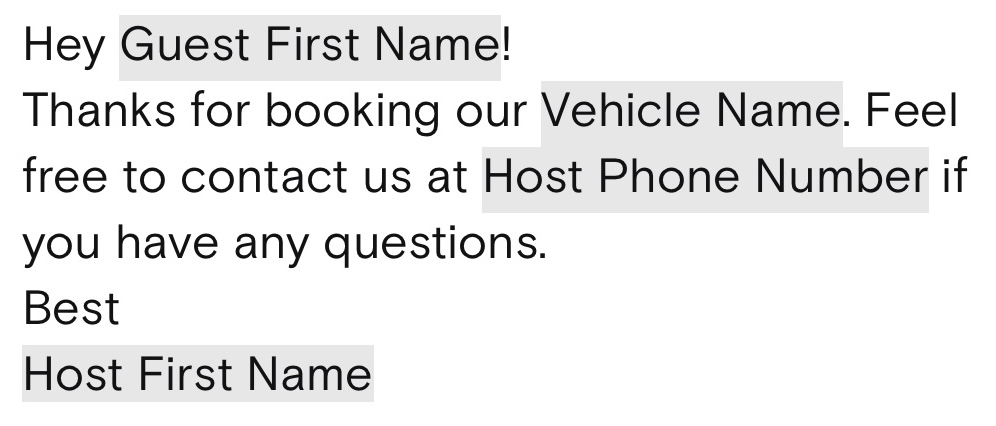 Hey Guest First Name!
Thanks for booking our Vehicle Name. Feel
free to contact us at Host Phone Number if
you have any questions.
Best
Host First Name